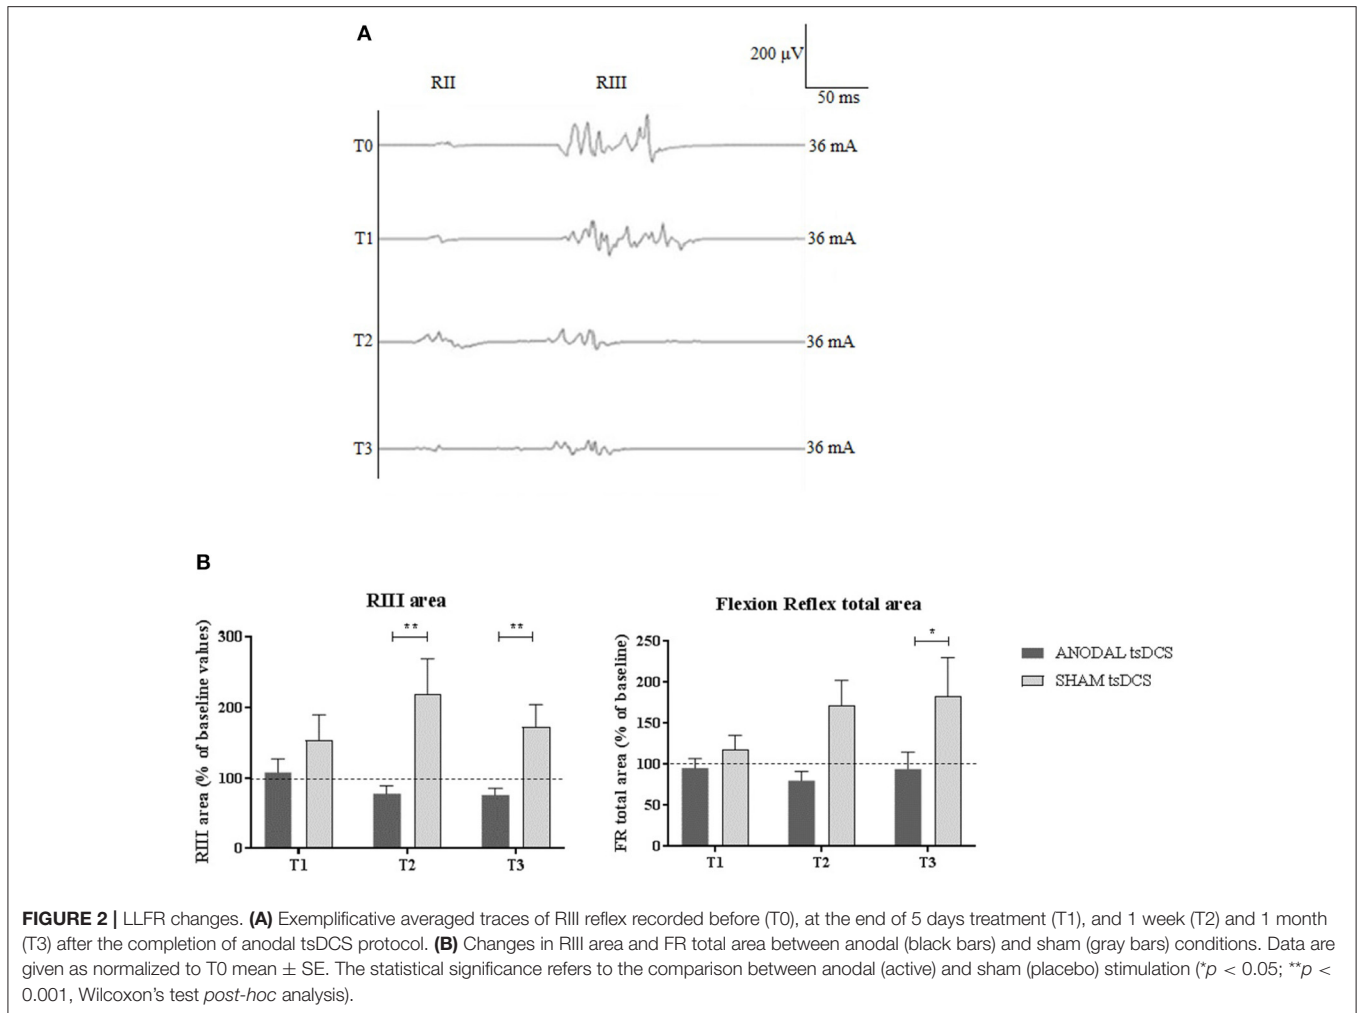 A
200 µV
50 ms
RII RIII
T0 36 mA
T1 36 mA
T2 36 mA
T3 36 mA
B
RIII area
RIII area (% of baseline values)
300
200
100
0
** **
T1 T2 T3
Flexion Reflex total area
FR total area (% of baseline)
250
200
150
100
50
0
*
T1 T2 T3
ANODAL tsDCS
SHAM tsDCS
FIGURE 2 | LLFR changes. (A) Exemplificative averaged traces of RIII reflex recorded before (T0), at the end of 5 days treatment (T1), and 1 week (T2) and 1 month
(T3) after the completion of anodal tsDCS protocol. (B) Changes in RIII area and FR total area between anodal (black bars) and sham (gray bars) conditions. Data are
given as normalized to T0 mean ± SE. The statistical significance refers to the comparison between anodal (active) and sham (placebo) stimulation (*p < 0.05; **p <
0.001, Wilcoxon's test post-hoc analysis).